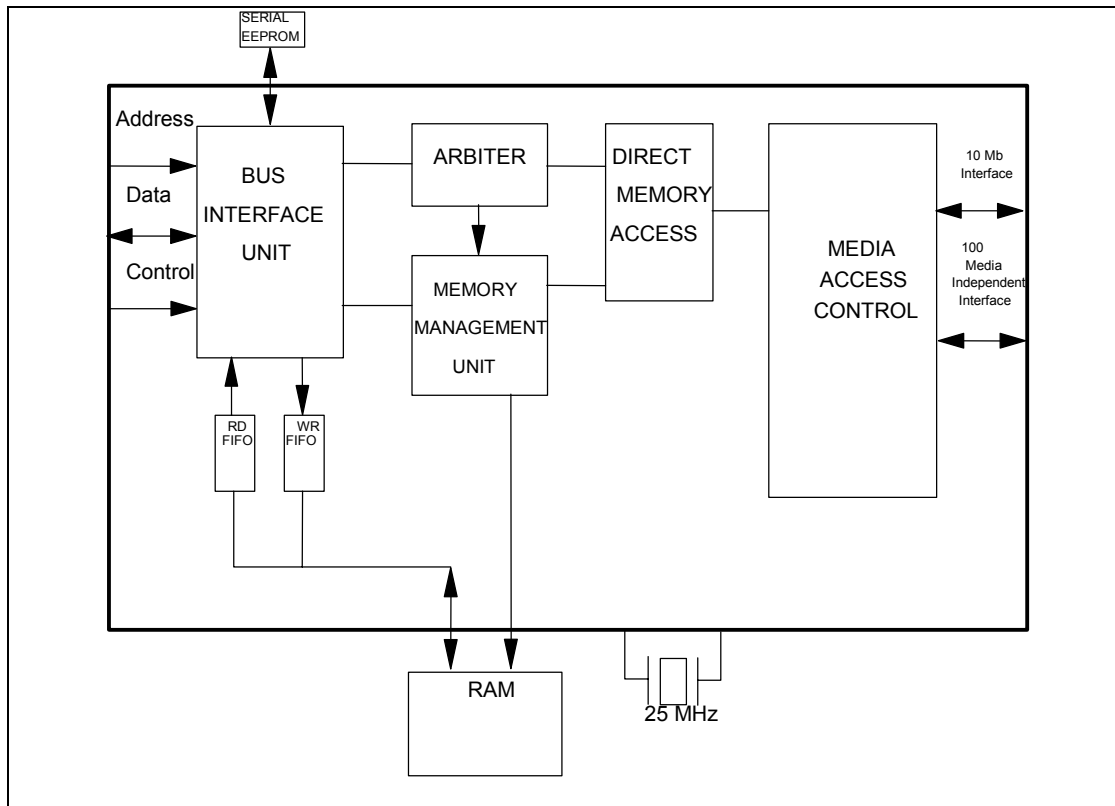 SERIAL
EEPROM
Address
Data
Control
BUS
INTERFACE
UNIT
ARBITER
DIRECT
MEMORY
ACCESS
MEMORY
MANAGEMENT
UNIT
MEDIA
ACCESS
CONTROL
10 Mb
Interface
100
Media
Independent
Interface
RD
FIFO
WR
FIFO
RAM
25 MHz